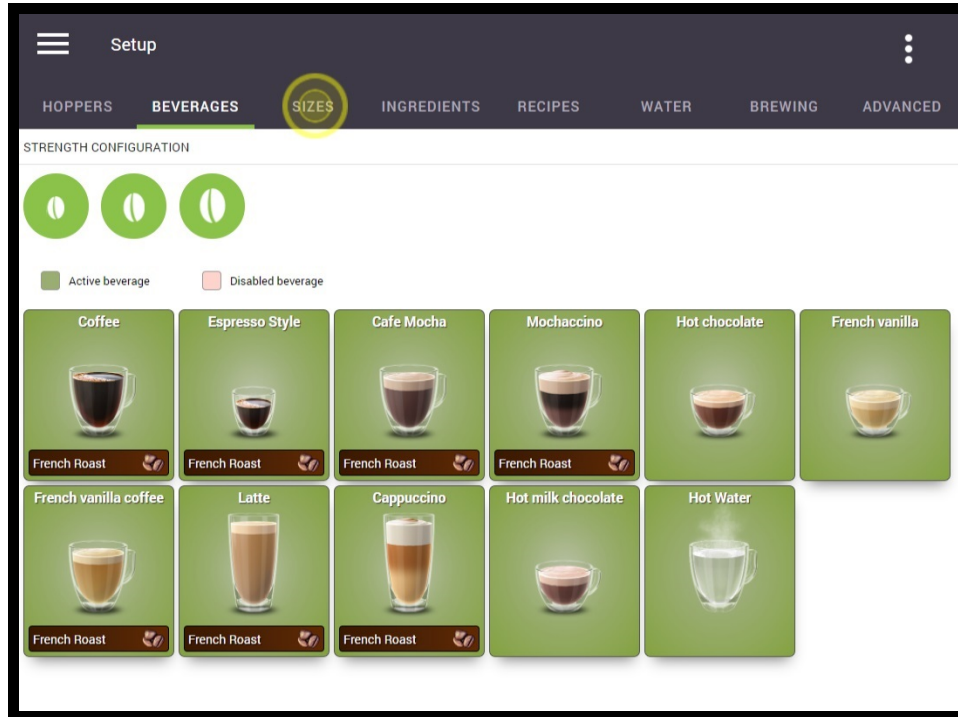 Setup
HOPPERS BEVERAGES SIZES INGREDIENTS RECIPES WATER BREWING ADVANCED
STRENGTH CONFIGURATION
Active beverage Disabled beverage
Coffee Espresso Style Cafe Mocha Mochaccino Hot chocolate French vanilla
French Roast French Roast French Roast French Roast
French vanilla coffee Latte Cappuccino Hot milk chocolate Hot Water
French Roast French Roast French Roast